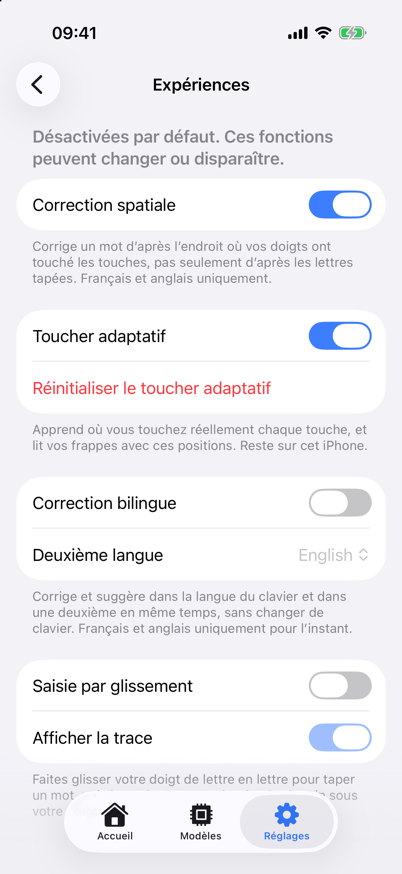 09:41
Expériences
Désactivées par défaut. Ces fonctions
peuvent changer ou disparaître.
Correction spatiale
Corrige un mot d’après l’endroit où vos doigts ont
touché les touches, pas seulement d’après les lettres
tapées. Français et anglais uniquement.
Toucher adaptatif
Réinitialiser le toucher adaptatif
Apprend où vous touchez réellement chaque touche, et
lit vos frappes avec ces positions. Reste sur cet iPhone.
Correction bilingue
Deuxième langue
English
Corrige et suggère dans la langue du clavier et dans
une deuxième en même temps, sans changer de
clavier. Français et anglais uniquement pour l’instant.
Saisie par glissement
Afficher la trace
Faites glisser votre doigt de lettre en lettre pour taper
un mot
sous
votre
Accueil
Modèles
Réglages